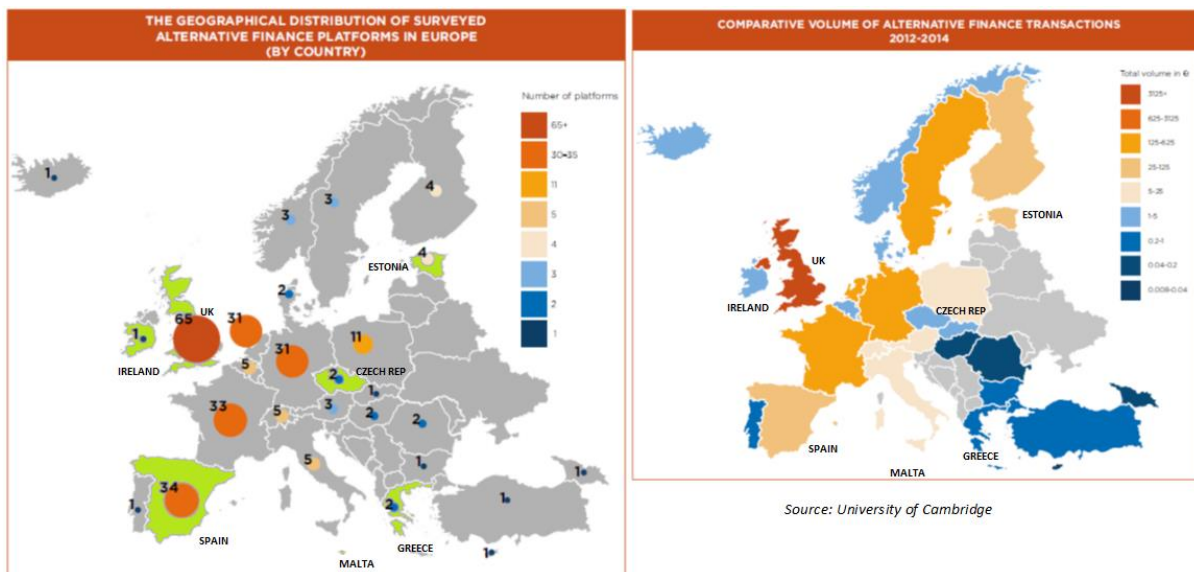 THE GEOGRAPHICAL DISTRIBUTION OF SURVEYED
ALTERNATIVE FINANCE PLATFORMS IN EUROPE
(BY COUNTRY)
Number of platforms
65+
30-35
11
5
4
3
2
1
1
3
3
4
4
ESTONIA
2
UK
65
31
1
IRELAND
5
31
11
2
CZECH REP
1
33
5
3
2
2
5
1
1
34
1
2
1
SPAIN
GREECE
MALTA
1
COMPARATIVE VOLUME OF ALTERNATIVE FINANCE TRANSACTIONS
2012-2014
Total volume in €
3125+
625-3125
125-625
25-125
5-25
1-5
0.2-1
0.04-0.2
0.008-0.04
ESTONIA
UK
IRELAND
CZECH REP
SPAIN
GREECE
MALTA
Source: University of Cambridge